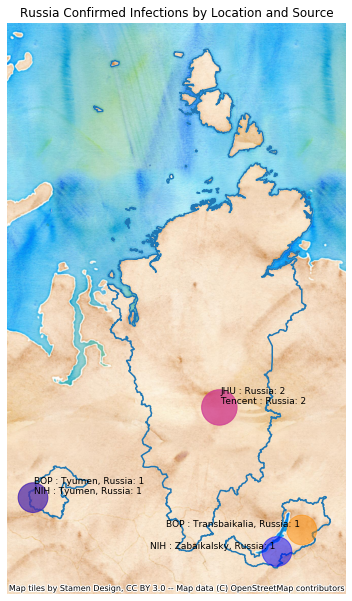 Russia Confirmed Infections by Location and Source
JHU : Russia: 2
Tencent : Russia: 2
BOP : Tyumen, Russia: 1
NIH : Tyumen, Russia: 1
BOP : Transbaikalia, Russia: 1
NIH : Zabaikalsky, Russia: 1
Map tiles by Stamen Design, CC BY 3.0 -- Map data (C) OpenStreetMap contributors